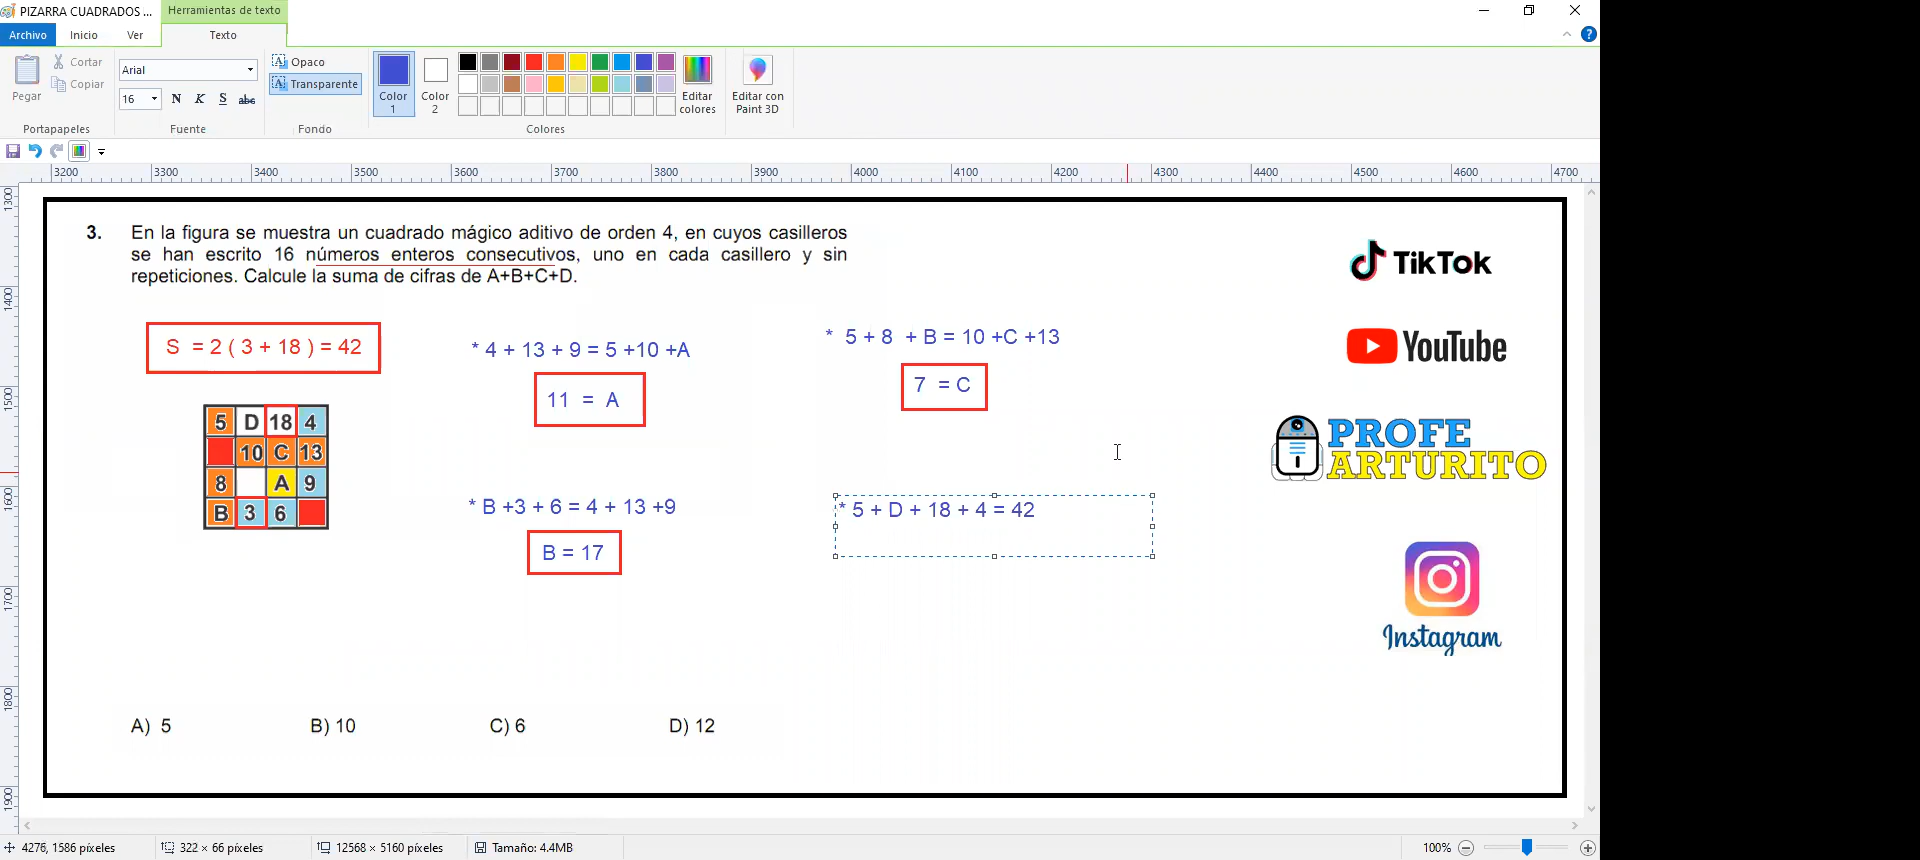 PIZARRA CUADRADOS ...
Herramientas de texto
Archivo
Inicio
Ver
Texto
Pegar
Cortar
Copiar
Portapapeles
Arial
16
N K S abc
Fuente
Opaco
Transparente
Fondo
Color 1
Color 2
Editar colores
Colores
Editar con Paint 3D
3200 3300 3400 3500 3600 3700 3800 3900 4000 4100 4200 4300 4400 4500 4600 4700
1300
1400
1500
1600
1700
1800
1900
3. En la figura se muestra un cuadrado mágico aditivo de orden 4, en cuyos casilleros
se han escrito 16 números enteros consecutivos, uno en cada casillero y sin
repeticiones. Calcule la suma de cifras de A+B+C+D.
S = 2 ( 3 + 18 ) = 42
5 D 18 4
10 C 13
8 A 9
B 3 6
* 4 + 13 + 9 = 5 +10 +A
11 = A
* B +3 + 6 = 4 + 13 +9
B = 17
* 5 + 8 + B = 10 +C +13
7 = C
* 5 + D + 18 + 4 = 42
A) 5 B) 10 C) 6 D) 12
TikTok
YouTube
PROFE
ARTURITO
Instagram
4276, 1586 píxeles
322 × 66 píxeles
12568 × 5160 píxeles
Tamaño: 4.4MB
100%